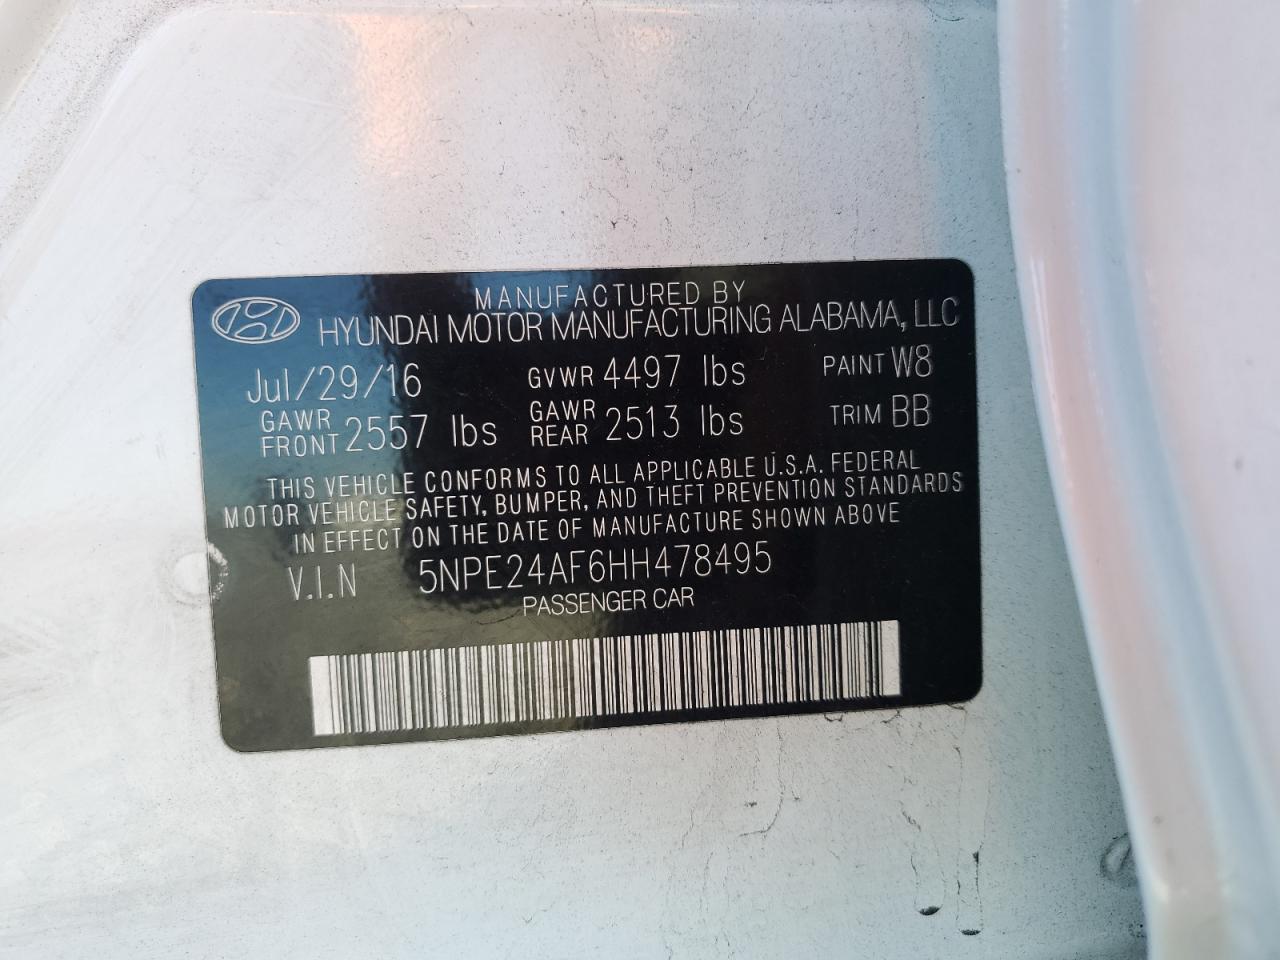 MANUFACTURED BY
HYUNDAI MOTOR MANUFACTURING ALABAMA, LLC
Jul/29/16 GVWR 4497 lbs PAINT W8
GAWR FRONT 2557 lbs GAWR REAR 2513 lbs TRIM BB
THIS VEHICLE CONFORMS TO ALL APPLICABLE U.S.A. FEDERAL
MOTOR VEHICLE SAFETY, BUMPER, AND THEFT PREVENTION STANDARDS
IN EFFECT ON THE DATE OF MANUFACTURE SHOWN ABOVE
V.I.N 5NPE24AF6HH478495
PASSENGER CAR